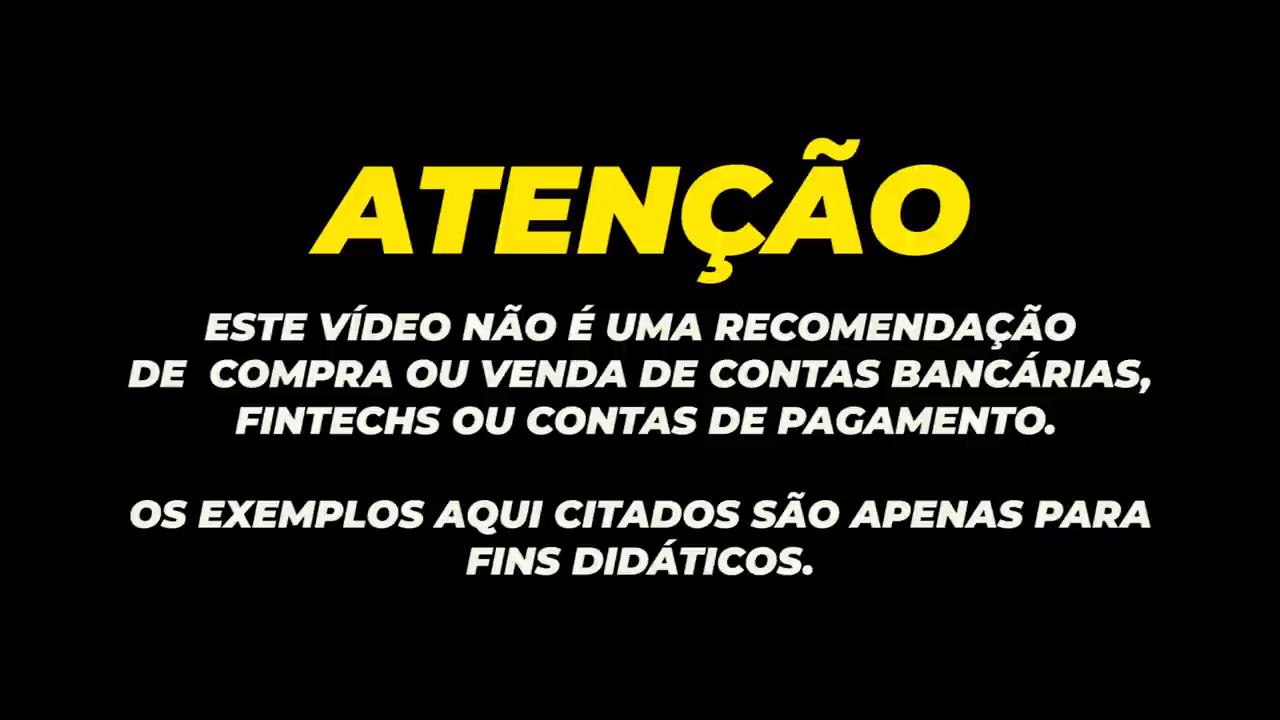 ATENÇÃO
ESTE VÍDEO NÃO É UMA RECOMENDAÇÃO
DE COMPRA OU VENDA DE CONTAS BANCÁRIAS,
FINTECHS OU CONTAS DE PAGAMENTO.
OS EXEMPLOS AQUI CITADOS SÃO APENAS PARA
FINS DIDÁTICOS.